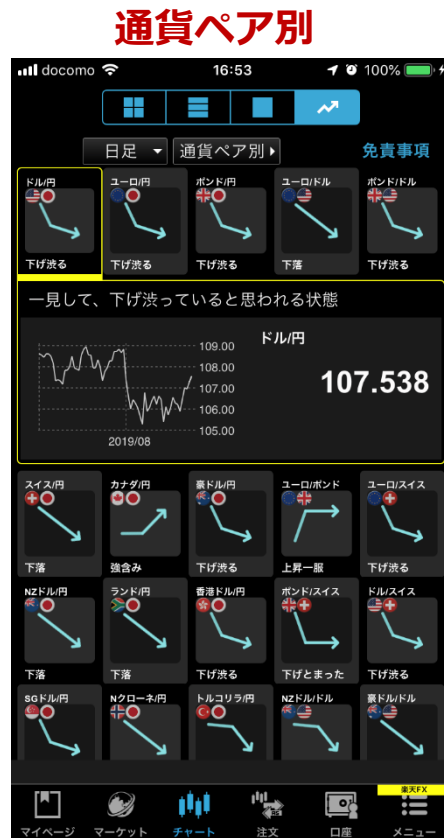 通貨ペア別
docomo 16:53 100%
日足 通貨ペア別 免責事項
ドル/円 ユーロ/円 ポンド/円 ユーロ/ドル ポンド/ドル
下げ渋る 下げ渋る 下げ渋る 下落 下げ渋る
一見して、下げ渋っていると思われる状態
ドル/円
107.538
109.00
108.00
107.00
106.00
105.00
2019/08
スイス/円 カナダ/円 豪ドル/円 ユーロ/ポンド ユーロ/スイス
下落 強含み 下げ渋る 上昇一服 下げ渋る
NZドル/円 ランド/円 香港ドル/円 ポンド/スイス ドル/スイス
下落 下落 下げ渋る 下げとまった 下げ渋る
SGドル/円 Nクローネ/円 トルコリラ/円 NZドル/ドル 豪ドル/ドル
楽天FX
マイページ マーケット チャート 注文 口座 メニュー